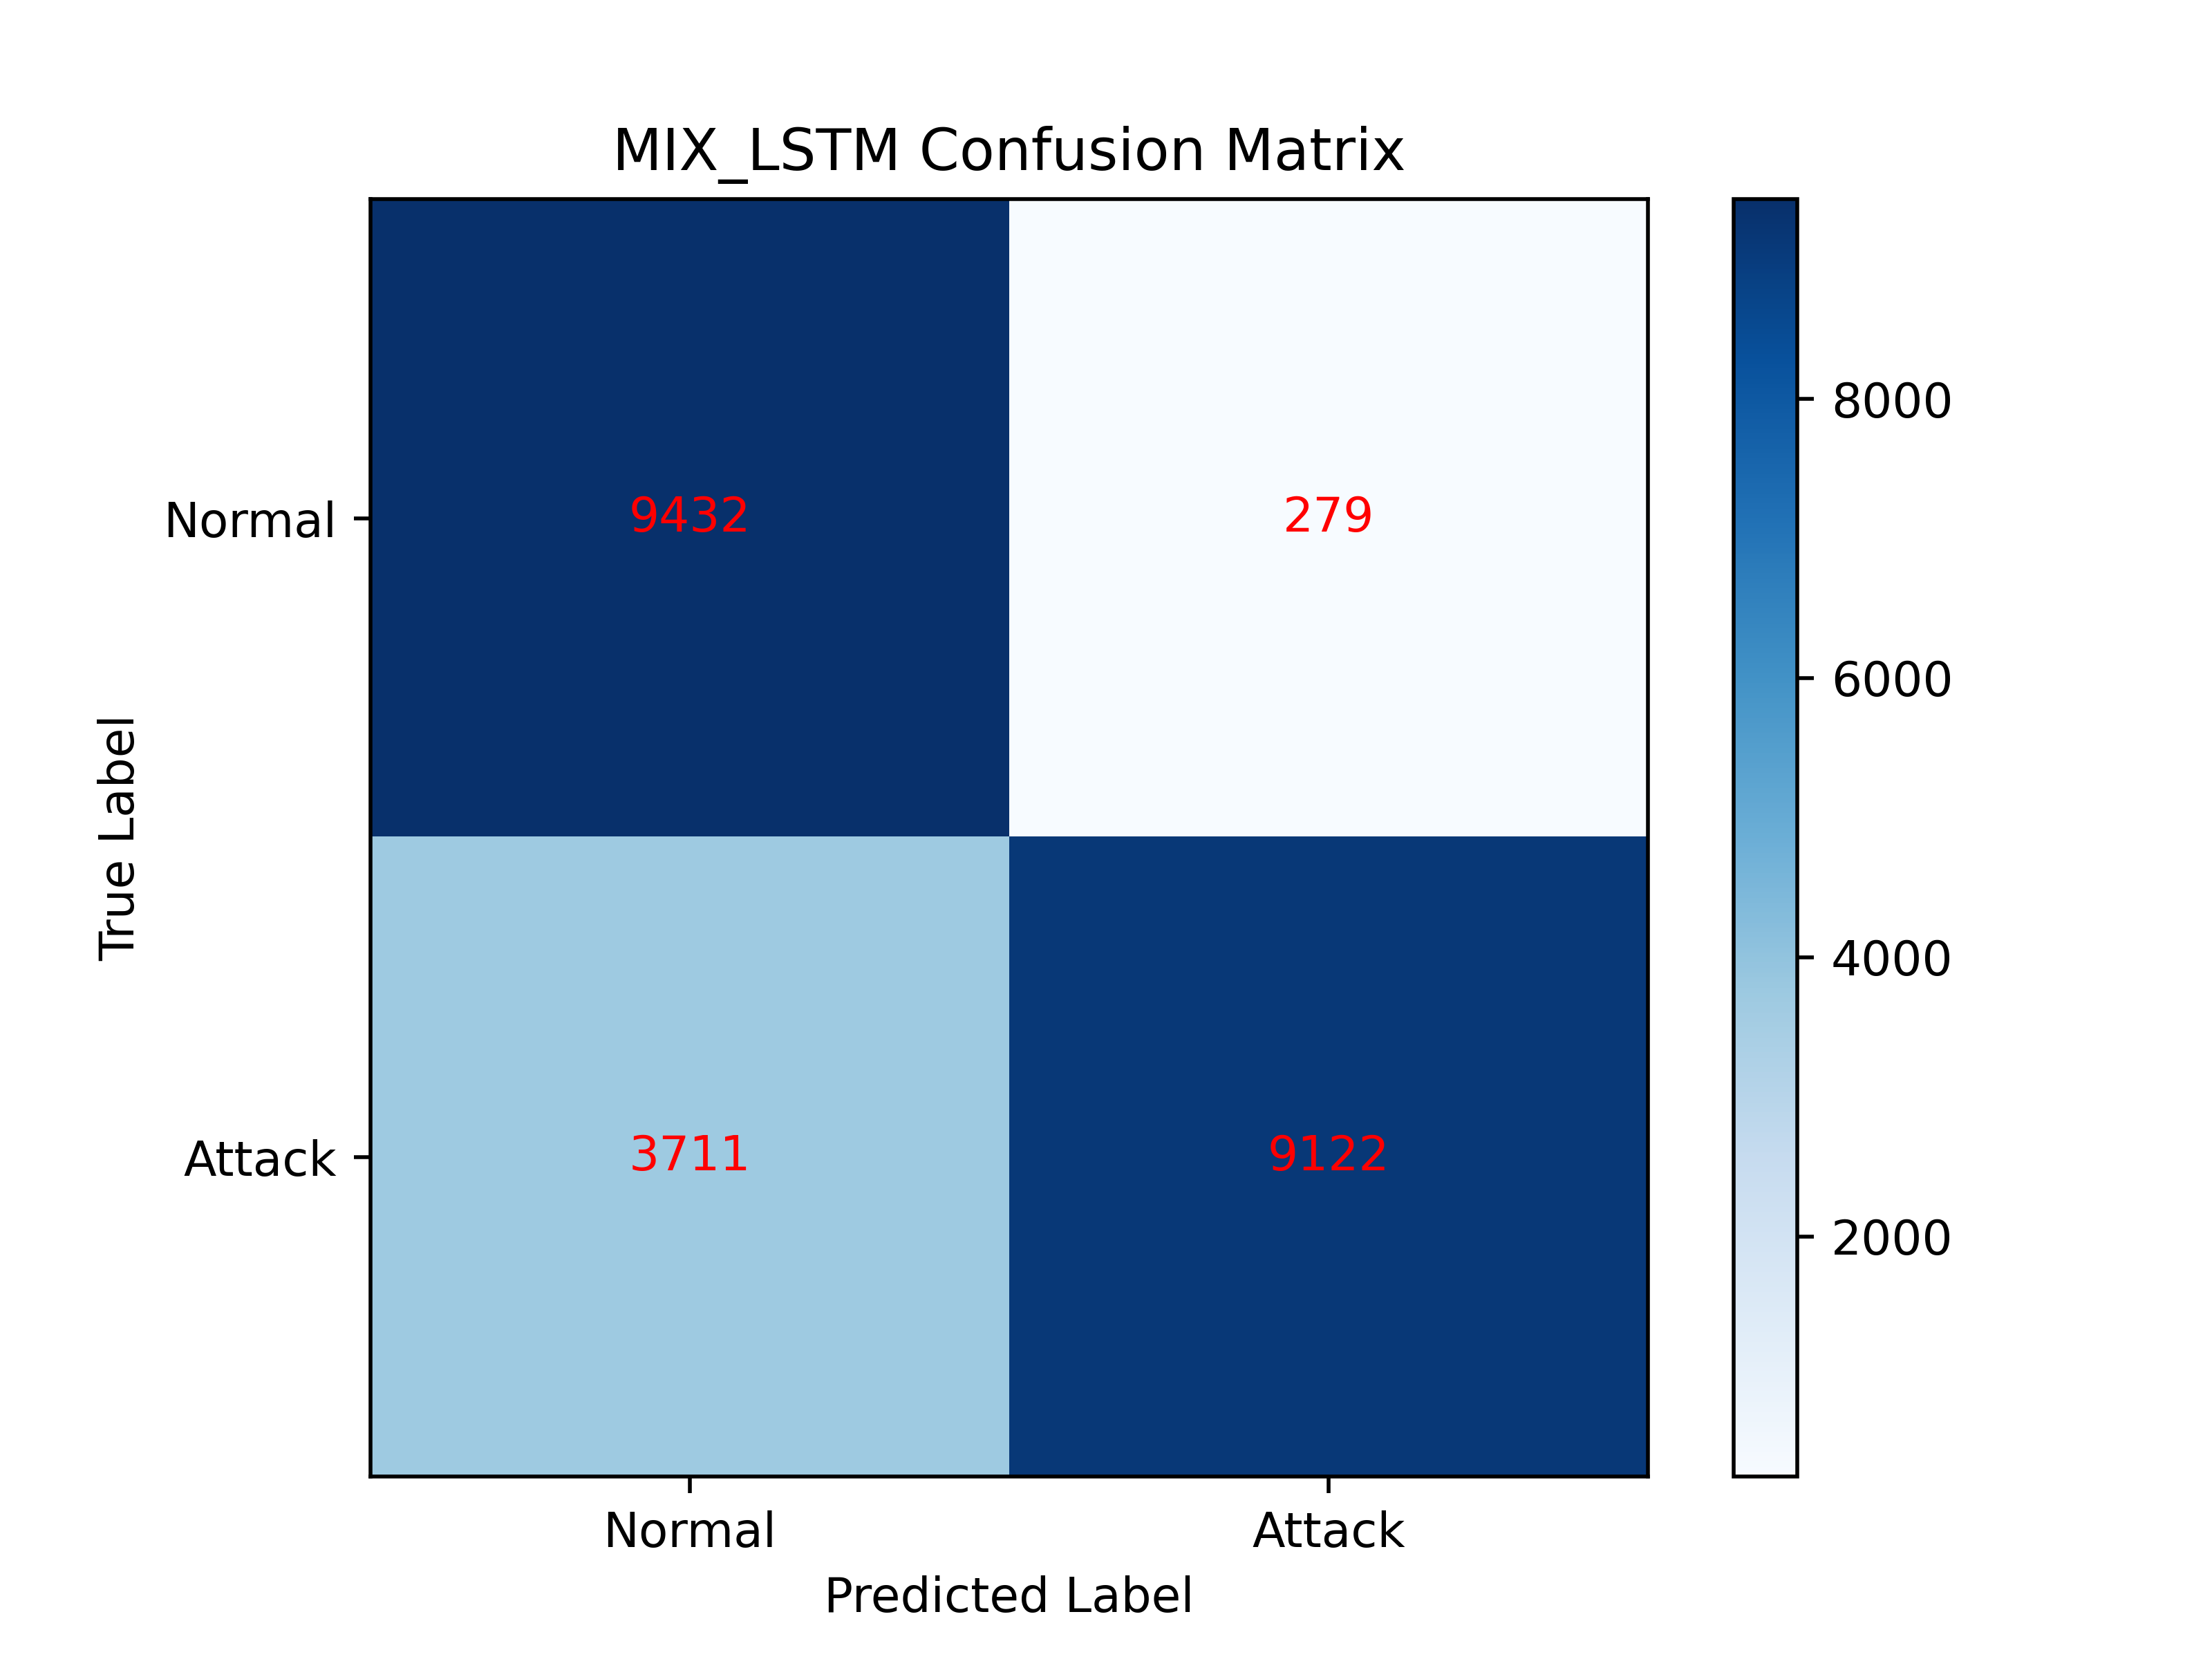 MIX_LSTM Confusion Matrix
True Label
Normal
9432
279
Attack
3711
9122
Normal
Attack
Predicted Label
8000
6000
4000
2000